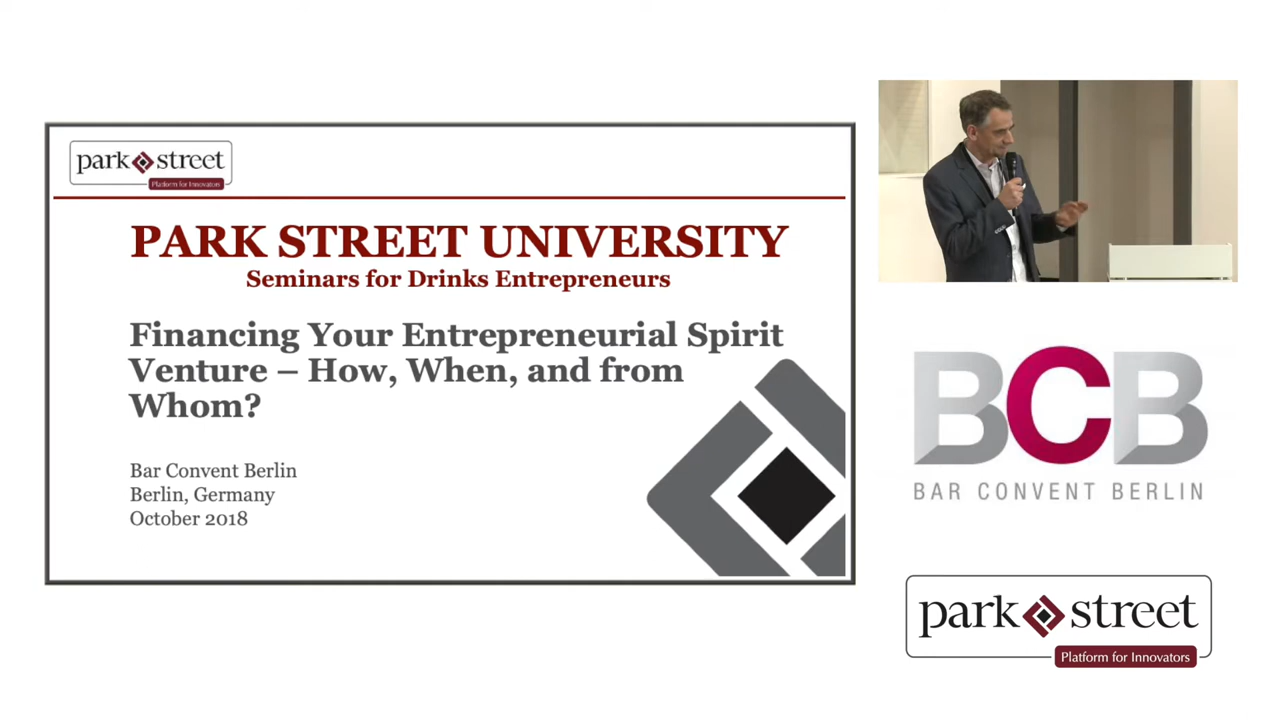 park street
Platform for Innovators
PARK STREET UNIVERSITY
Seminars for Drinks Entrepreneurs
Financing Your Entrepreneurial Spirit
Venture – How, When, and from
Whom?
Bar Convent Berlin
Berlin, Germany
October 2018
BCB
BAR CONVENT BERLIN
park street
Platform for Innovators